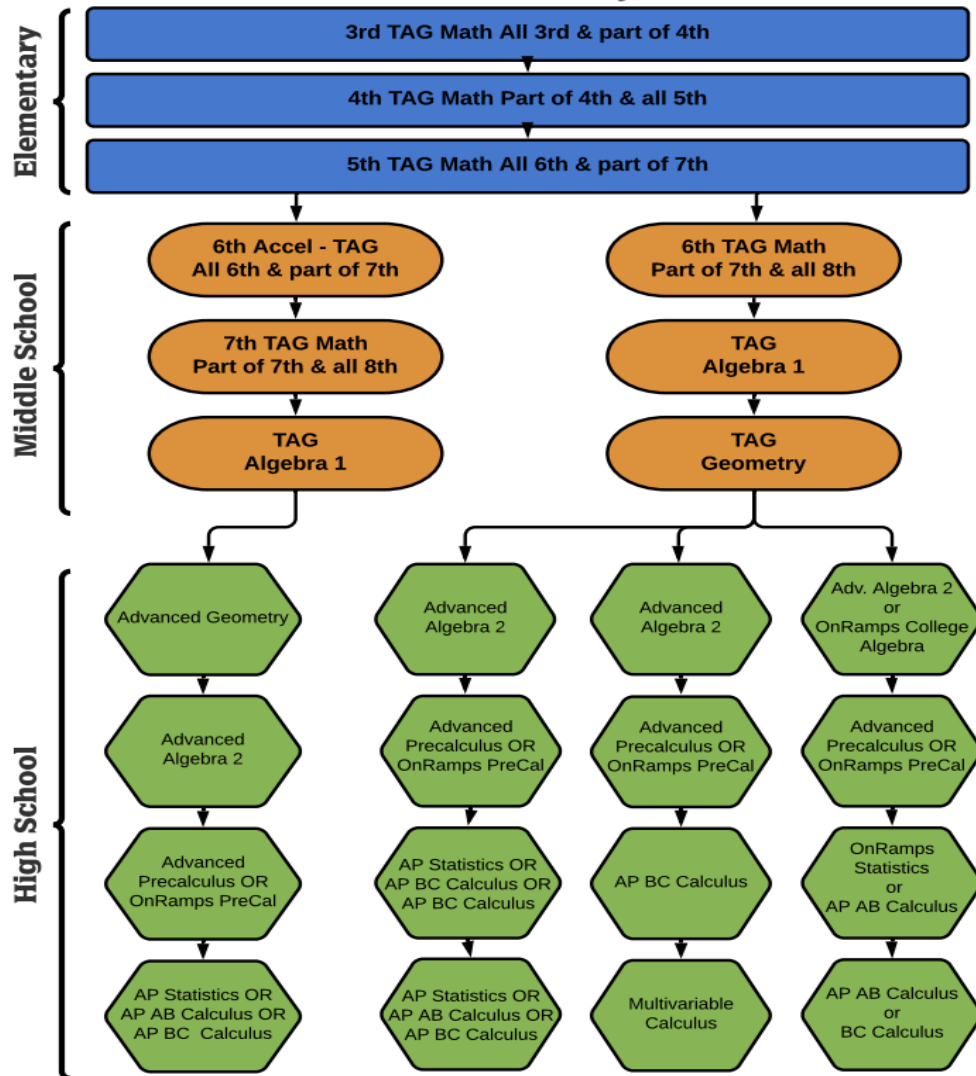 Elementary
3rd TAG Math All 3rd & part of 4th
4th TAG Math Part of 4th & all 5th
5th TAG Math All 6th & part of 7th
Middle School
6th Accel - TAG
All 6th & part of 7th
6th TAG Math
Part of 7th & all 8th
7th TAG Math
Part of 7th & all 8th
TAG
Algebra 1
TAG
Algebra 1
TAG
Geometry
High School
Advanced Geometry
Advanced
Algebra 2
Advanced
Algebra 2
Adv. Algebra 2
or
OnRamps College
Algebra
Advanced
Algebra 2
Advanced
Precalculus OR
OnRamps PreCal
Advanced
Precalculus OR
OnRamps PreCal
Advanced
Precalculus OR
OnRamps PreCal
Advanced
Precalculus OR
OnRamps PreCal
AP Statistics OR
AP BC Calculus OR
AP BC Calculus
AP BC Calculus
OnRamps
Statistics
or
AP AB Calculus
AP Statistics OR
AP AB Calculus OR
AP BC Calculus
AP Statistics OR
AP AB Calculus OR
AP BC Calculus
Multivariable
Calculus
AP AB Calculus
or
BC Calculus